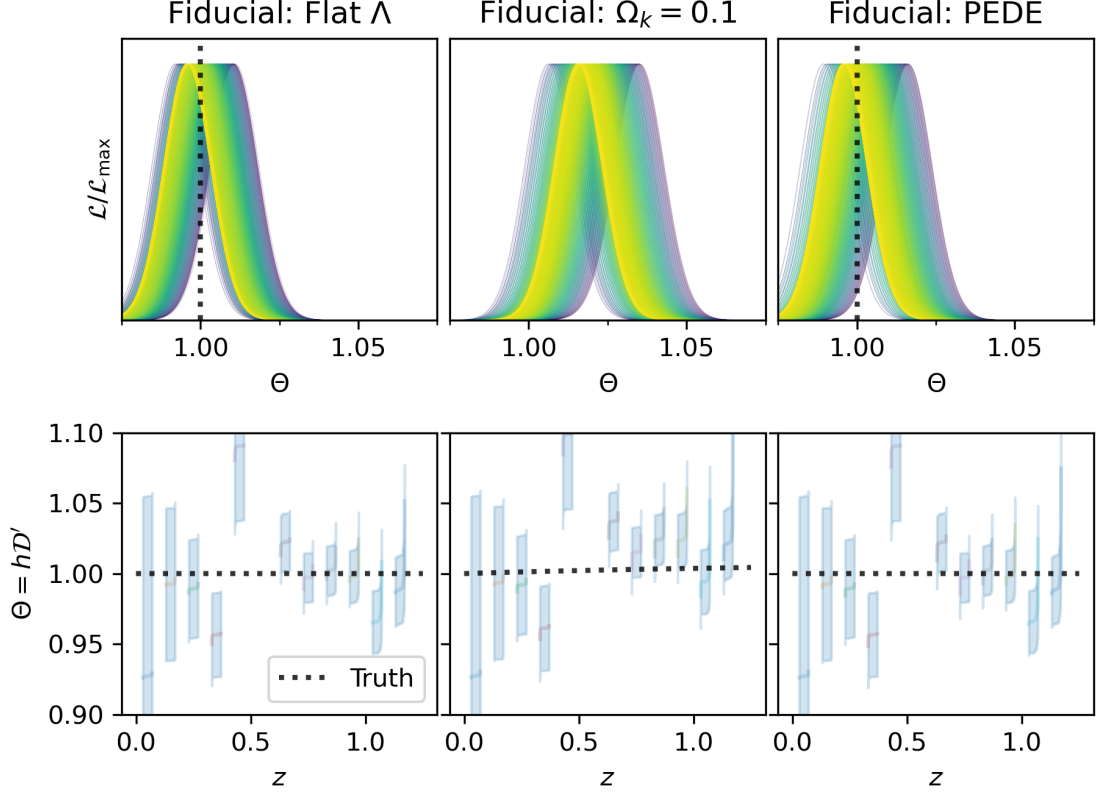 Fiducial: Flat Λ
Fiducial: Ωₖ = 0.1
Fiducial: PEDE
ℒ/ℒmax
1.00 1.05
Θ
1.00 1.05
Θ
1.00 1.05
Θ
Θ = h𝒟′
1.10
1.05
1.00
0.95
0.90
Truth
0.0 0.5 1.0
z
0.0 0.5 1.0
z
0.0 0.5 1.0
z